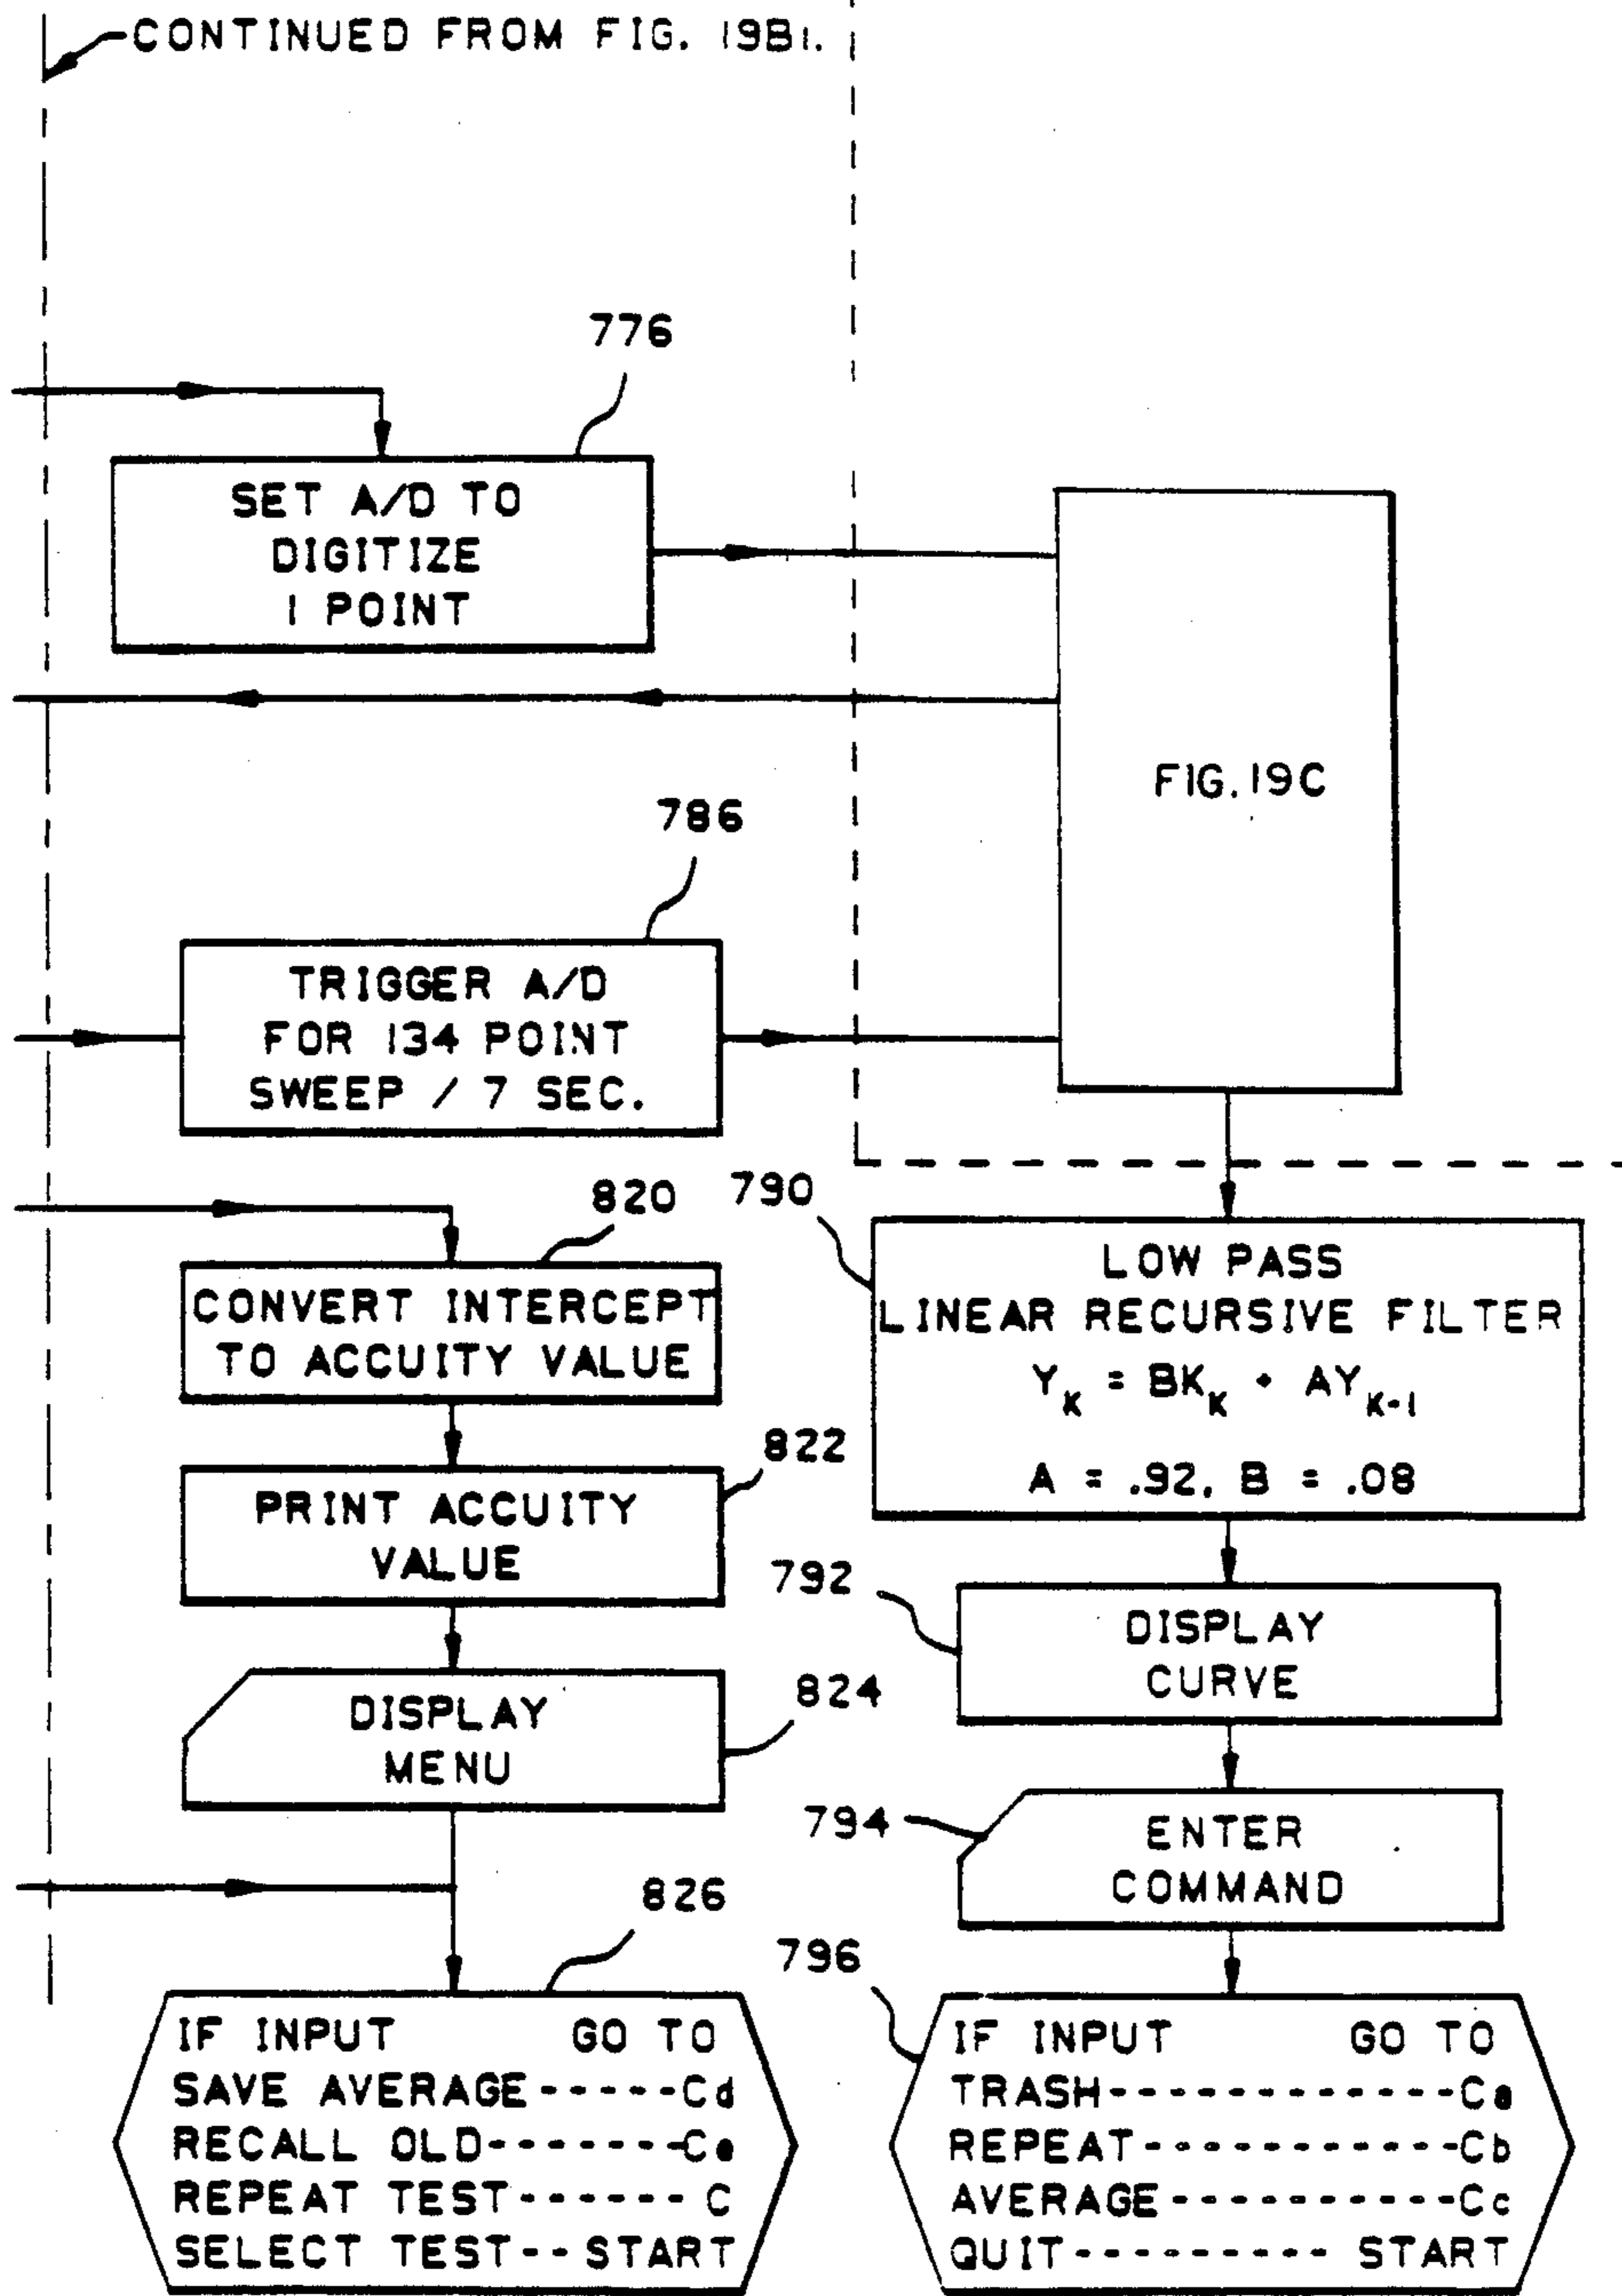 CONTINUED FROM FIG. 19B1.
776
SET A/D TO
DIGITIZE
1 POINT
FIG. 19C
786
TRIGGER A/D
FOR 134 POINT
SWEEP / 7 SEC.
820
CONVERT INTERCEPT
TO ACCUITY VALUE
822
PRINT ACCUITY
VALUE
824
DISPLAY
MENU
826
IF INPUT GO TO
SAVE AVERAGE-----Cd
RECALL OLD-------Ce
REPEAT TEST------ C
SELECT TEST-- START
790
LOW PASS
LINEAR RECURSIVE FILTER
Y_K = BK_K + AY_K-1
A = .92, B = .08
792
DISPLAY
CURVE
794
ENTER
COMMAND
796
IF INPUT GO TO
TRASH-------------Ca
REPEAT------------Cb
AVERAGE-----------Cc
QUIT--------- START